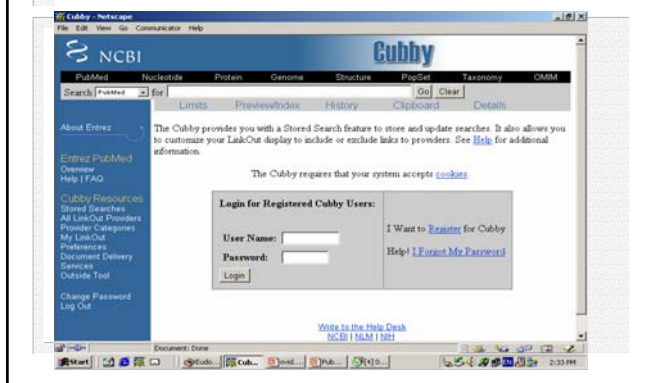 Cubby - Netscape
File Edit View Go Communicator Help
NCBI
Cubby
PubMed Nucleotide Protein Genome Structure PopSet Taxonomy OMIM
Search PubMed for Go Clear
Limits Preview/Index History Clipboard Details
About Entrez
Entrez PubMed
Overview
Help | FAQ
Cubby Resources
Stored Searches
All LinkOut Providers
Provider Categories
My LinkOut
Preferences
Document Delivery
Services
Outside Tool
Change Password
Log Out
The Cubby provides you with a Stored Search feature to store and update searches. It also allows you
to customize your LinkOut display to include or exclude links to providers. See Help for additional
information.
The Cubby requires that your system accepts cookies
Login for Registered Cubby Users:
User Name:
Password:
Login
I Want to Register for Cubby
Help! I Forgot My Password
Write to the Help Desk
NCBI | NLM | NIH
Document: Done
Start Eudo... Cub... Ovid... Pub... 2:33 PM